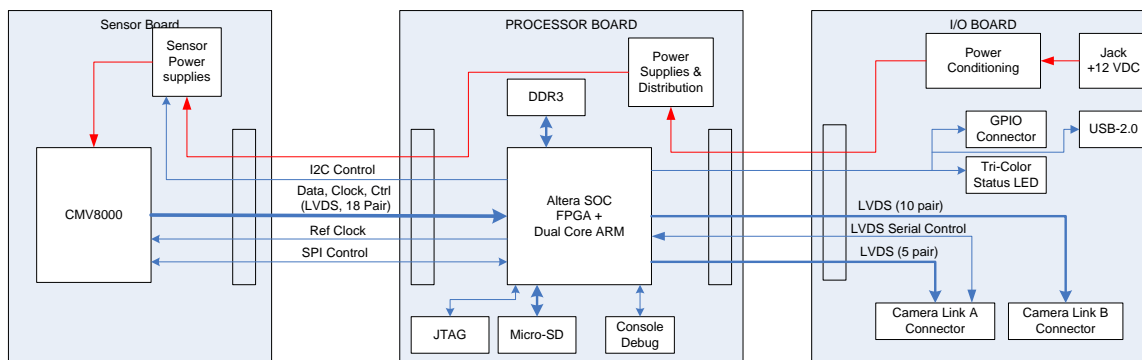 Sensor Board
PROCESSOR BOARD
I/O BOARD
Sensor
Power
supplies
Power
Supplies &
Distribution
Power
Conditioning
Jack
+12 VDC
DDR3
GPIO
Connector
USB-2.0
Tri-Color
Status LED
I2C Control
Data, Clock, Ctrl
(LVDS, 18 Pair)
CMV8000
Altera SOC
FPGA +
Dual Core ARM
LVDS (10 pair)
Ref Clock
LVDS Serial Control
SPI Control
LVDS (5 pair)
Camera Link A
Connector
Camera Link B
Connector
JTAG
Micro-SD
Console
Debug